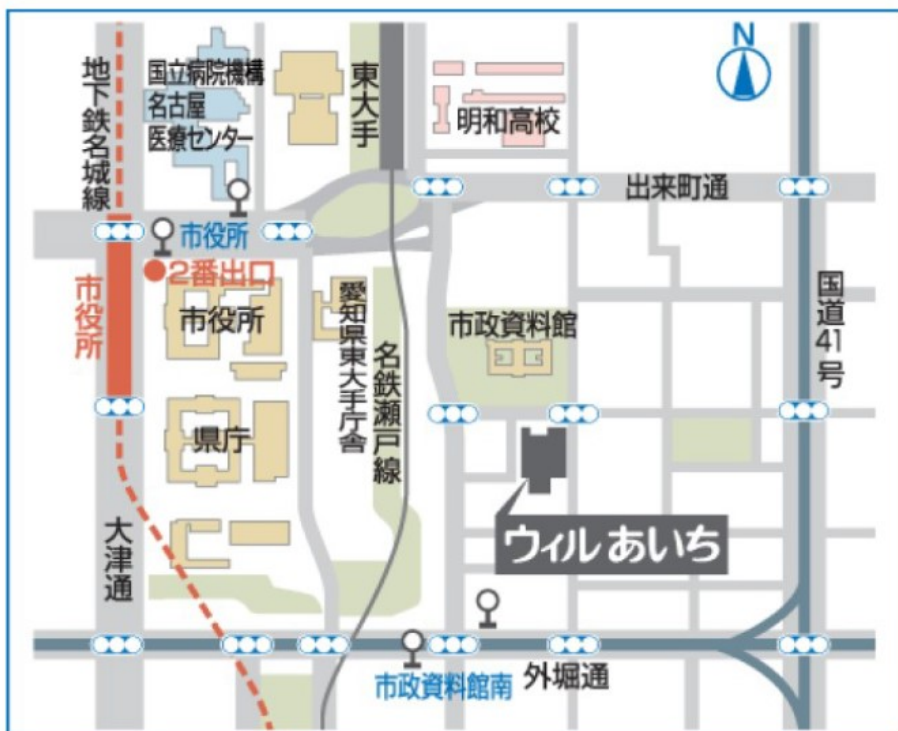 N
地下鉄名城線
国立病院機構
名古屋
医療センター
東大手
明和高校
出来町通
市役所
2番出口
市役所
市役所
愛知県東大手庁舎
名鉄瀬戸線
市政資料館
国道41号
県庁
大津通
ウィルあいち
市政資料館南
外堀通